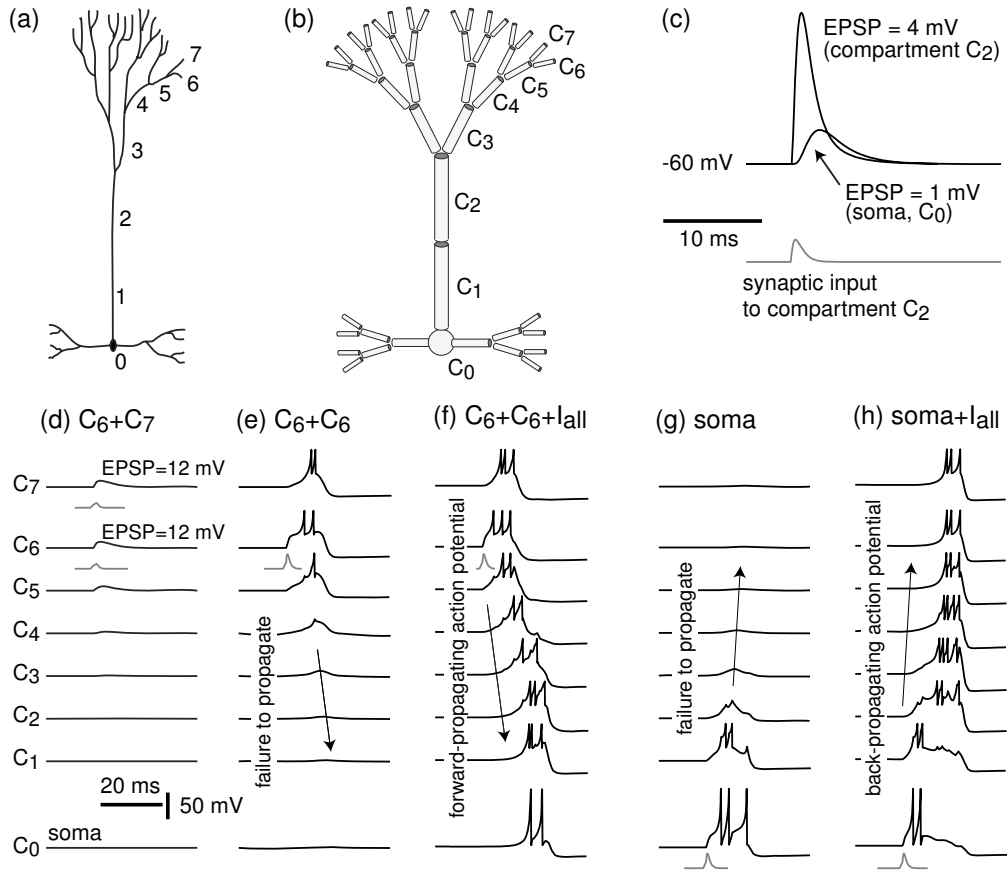 (a)
7
6
5
4
3
2
1
0
(b)
C7
C6
C5
C4
C3
C2
C1
C0
(c)
EPSP = 4 mV
(compartment C2)
-60 mV
EPSP = 1 mV
(soma, C0)
10 ms
synaptic input
to compartment C2
(d) C6+C7
C7
EPSP=12 mV
C6
EPSP=12 mV
C5
C4
C3
C2
C1
20 ms
50 mV
C0
soma
(e) C6+C6
failure to propagate
(f) C6+C6+Iall
forward-propagating action potential
(g) soma
failure to propagate
(h) soma+Iall
back-propagating action potential